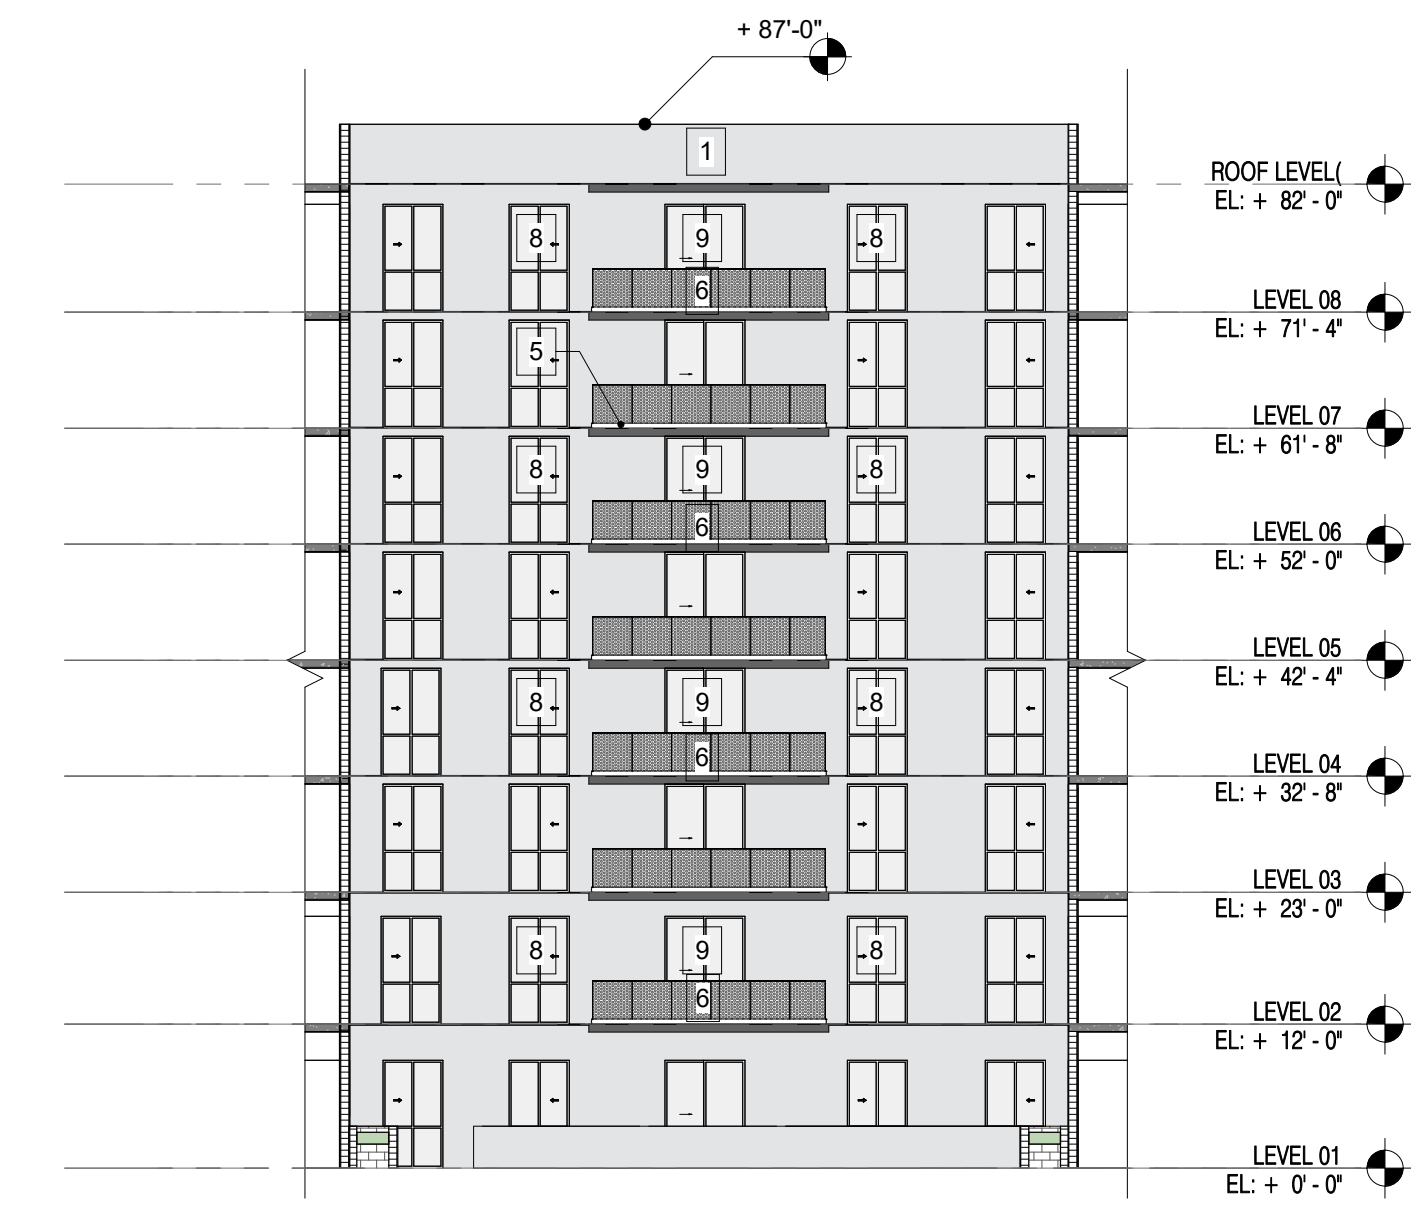 + 87'-0"
1
ROOF LEVEL(
EL: + 82' - 0"
8 9 8
6
LEVEL 08
EL: + 71' - 4"
5
LEVEL 07
EL: + 61' - 8"
8 9 8
6
LEVEL 06
EL: + 52' - 0"
LEVEL 05
EL: + 42' - 4"
8 9 8
6
LEVEL 04
EL: + 32' - 8"
LEVEL 03
EL: + 23' - 0"
8 9 8
6
LEVEL 02
EL: + 12' - 0"
LEVEL 01
EL: + 0' - 0"